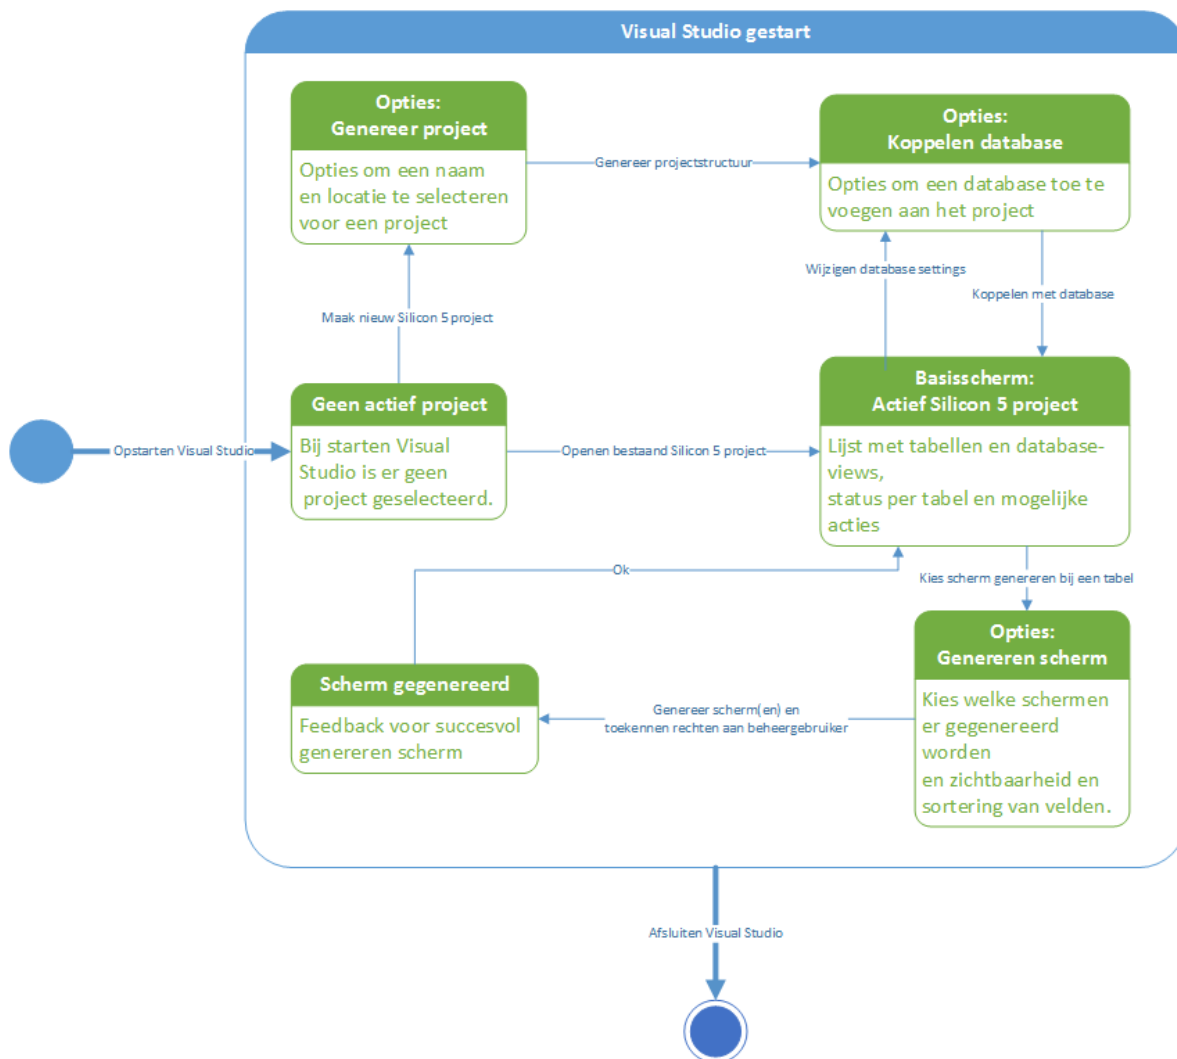 Visual Studio gestart
Opties:
Genereer project
Opties om een naam
en locatie te selecteren
voor een project
Genereer projectstructuur
Opties:
Koppelen database
Opties om een database toe te
voegen aan het project
Wijzigen database settings
Koppelen met database
Maak nieuw Silicon 5 project
Geen actief project
Bij starten Visual
Studio is er geen
project geselecteerd.
Opstarten Visual Studio
Openen bestaand Silicon 5 project
Basisscherm:
Actief Silicon 5 project
Lijst met tabellen en database-
views,
status per tabel en mogelijke
acties
Ok
Kies scherm genereren bij een tabel
Opties:
Genereren scherm
Kies welke schermen
er gegenereerd
worden
en zichtbaarheid en
sortering van velden.
Genereer scherm(en) en
toekennen rechten aan beheergebruiker
Scherm gegenereerd
Feedback voor succesvol
genereren scherm
Afsluiten Visual Studio